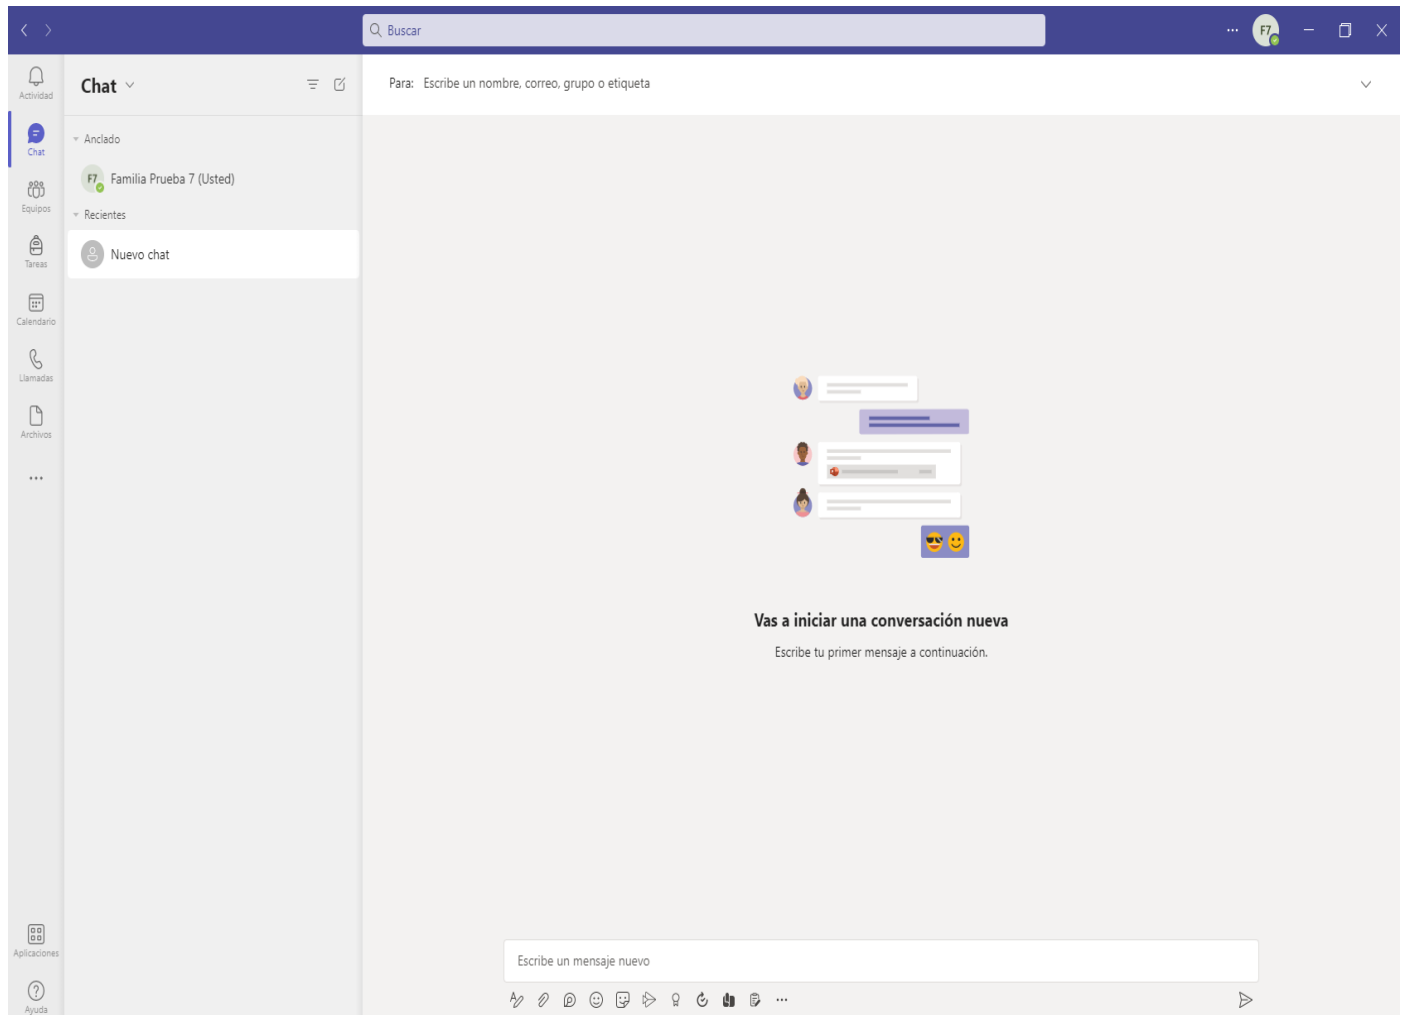 Buscar
F7
Actividad
Chat
Equipos
Tareas
Calendario
Llamadas
Archivos
Aplicaciones
Ayuda
Chat
Anclado
F7 Familia Prueba 7 (Usted)
Recientes
Nuevo chat
Para: Escribe un nombre, correo, grupo o etiqueta
Vas a iniciar una conversación nueva
Escribe tu primer mensaje a continuación.
Escribe un mensaje nuevo